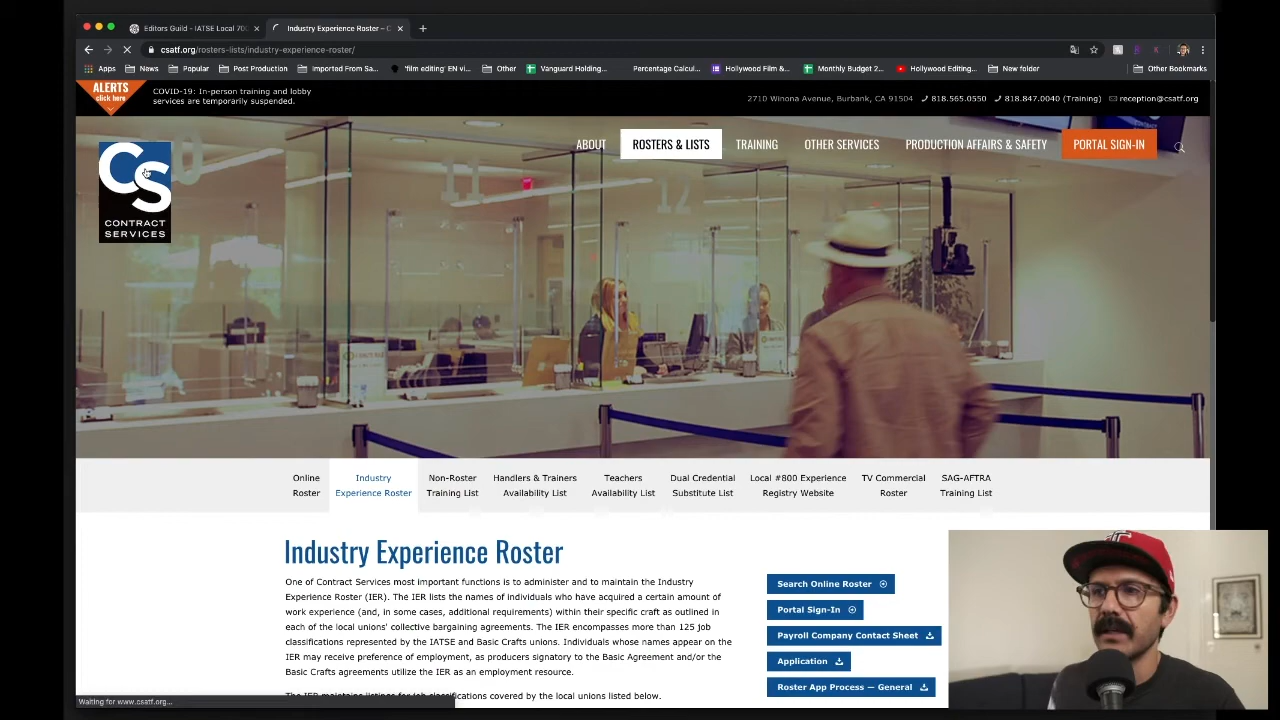 Editors Guild - IATSE Local 700
Industry Experience Roster – C
csatf.org/rosters-lists/industry-experience-roster/
Apps
News
Popular
Post Production
Imported From Sa...
'film editing' EN vi...
Other
Vanguard Holding...
Percentage Calcul...
Hollywood Film &...
Monthly Budget 2...
Hollywood Editing...
New folder
Other Bookmarks
ALERTS
click here
COVID-19: In-person training and lobby
services are temporarily suspended.
2710 Winona Avenue, Burbank, CA 91504
818.565.0550
818.847.0040 (Training)
reception@csatf.org
CS
CONTRACT
SERVICES
ABOUT
ROSTERS & LISTS
TRAINING
OTHER SERVICES
PRODUCTION AFFAIRS & SAFETY
PORTAL SIGN-IN
Online
Roster
Industry
Experience Roster
Non-Roster
Training List
Handlers & Trainers
Availability List
Teachers
Availability List
Dual Credential
Substitute List
Local #800 Experience
Registry Website
TV Commercial
Roster
SAG-AFTRA
Training List
Industry Experience Roster
One of Contract Services most important functions is to administer and to maintain the Industry
Experience Roster (IER). The IER lists the names of individuals who have acquired a certain amount of
work experience (and, in some cases, additional requirements) within their specific craft as outlined in
each of the local unions' collective bargaining agreements. The IER encompasses more than 125 job
classifications represented by the IATSE and Basic Crafts unions. Individuals whose names appear on the
IER may receive preference of employment, as producers signatory to the Basic Agreement and/or the
Basic Crafts agreements utilize the IER as an employment resource.
The IER maintains listings for job classifications covered by the local unions listed below.
Search Online Roster
Portal Sign-In
Payroll Company Contact Sheet
Application
Roster App Process — General
Waiting for www.csatf.org...